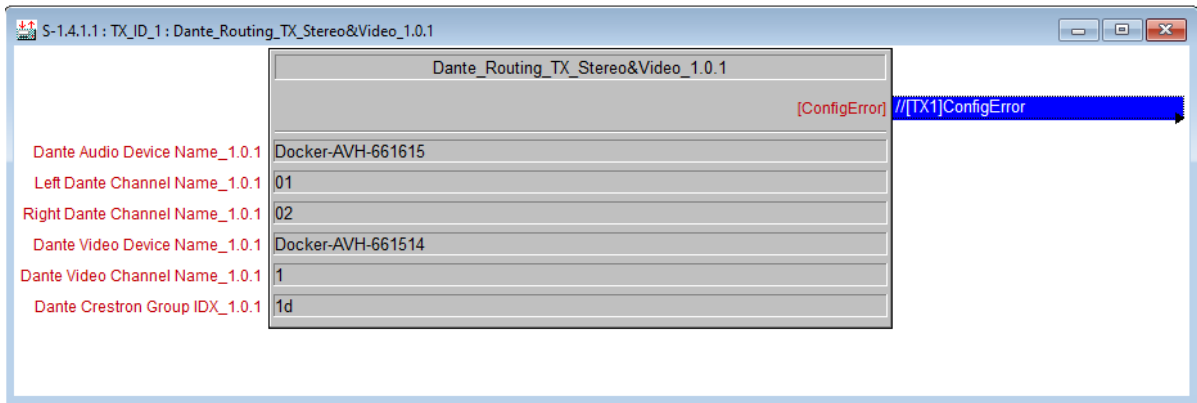 S-1.4.1.1 : TX_ID_1 : Dante_Routing_TX_Stereo&Video_1.0.1
Dante_Routing_TX_Stereo&Video_1.0.1
[ConfigError] //[TX1]ConfigError
Dante Audio Device Name_1.0.1 Docker-AVH-661615
Left Dante Channel Name_1.0.1 01
Right Dante Channel Name_1.0.1 02
Dante Video Device Name_1.0.1 Docker-AVH-661514
Dante Video Channel Name_1.0.1 1
Dante Crestron Group IDX_1.0.1 1d